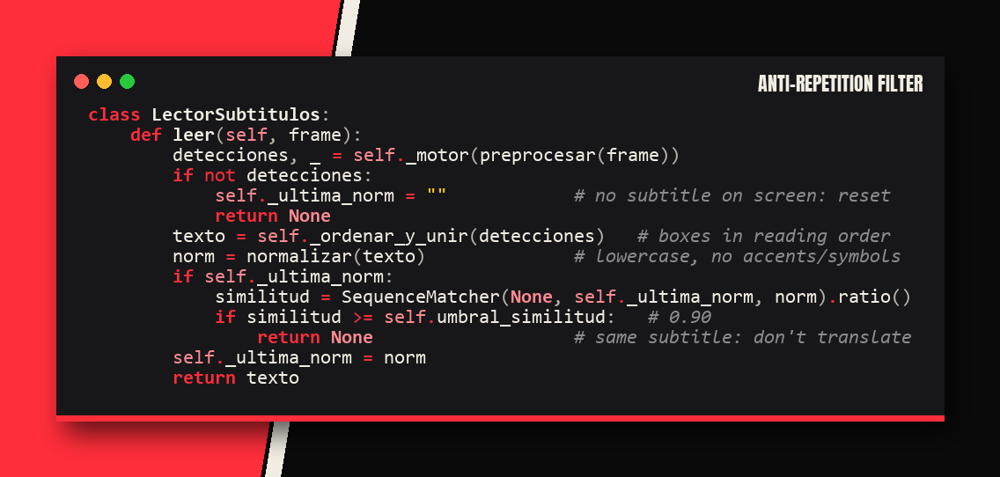 ANTI-REPETITION FILTER
class LectorSubtitulos:
    def leer(self, frame):
        detecciones, _ = self._motor(preprocesar(frame))
        if not detecciones:
            self._ultima_norm = ""            # no subtitle on screen: reset
            return None
        texto = self._ordenar_y_unir(detecciones)   # boxes in reading order
        norm = normalizar(texto)              # lowercase, no accents/symbols
        if self._ultima_norm:
            similitud = SequenceMatcher(None, self._ultima_norm, norm).ratio()
            if similitud >= self.umbral_similitud:   # 0.90
                return None                   # same subtitle: don't translate
        self._ultima_norm = norm
        return texto